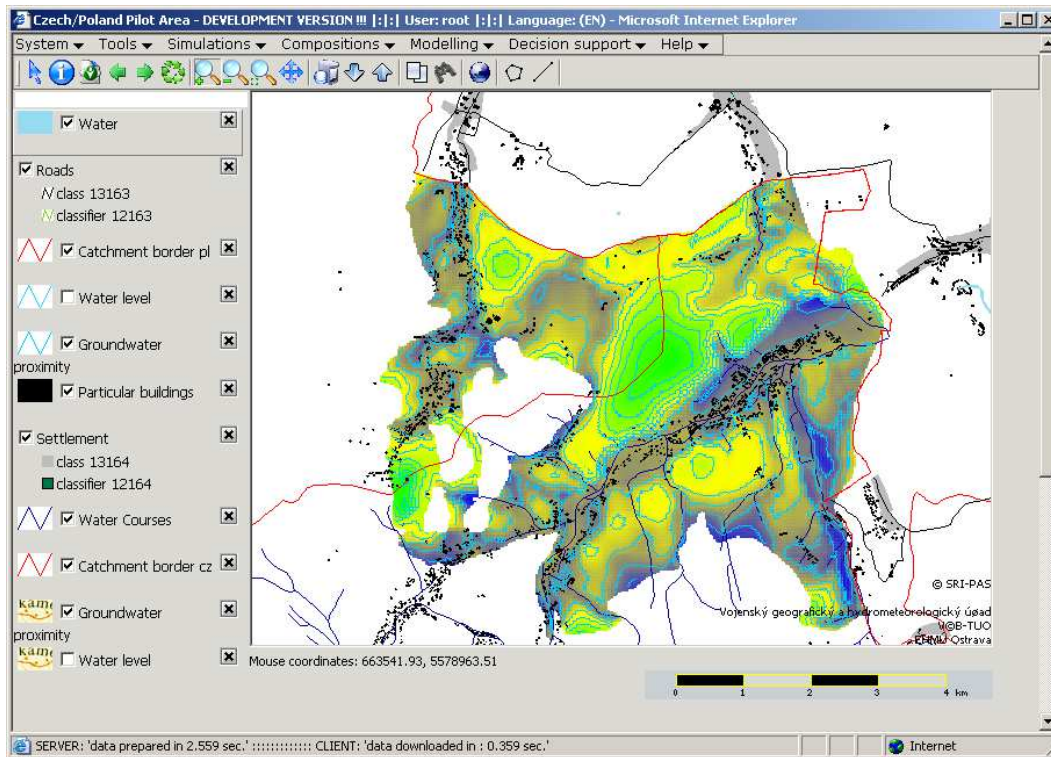 Czech/Poland Pilot Area - DEVELOPMENT VERSION !!! |:|:| User: root |:|:| Language: (EN) - Microsoft Internet Explorer
System Tools Simulations Compositions Modelling Decision support Help
Water
Roads
class 13163
classifier 12163
Catchment border pl
Water level
Groundwater
proximity
Particular buildings
Settlement
class 13164
classifier 12164
Water Courses
Catchment border cz
Groundwater
proximity
Water level
© SRI-PAS
Vojenský geografický a hydrometeorologický úøad
VŠB-TUO
Ostrava
Mouse coordinates: 663541.93, 5578963.51
0 1 2 3 4 km
SERVER: 'data prepared in 2.559 sec.' ::::::::::::: CLIENT: 'data downloaded in : 0.359 sec.'
Internet